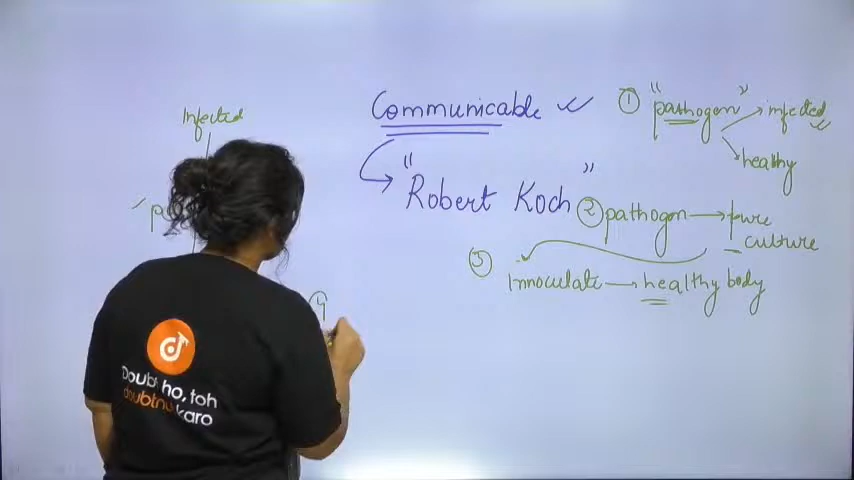 Infected
Communicable
"Robert Koch"
① "pathogen" infected
healthy
② pathogen → pure
culture
③ Innoculate → healthy body
④
Doubt ho, toh
doubtnut karo